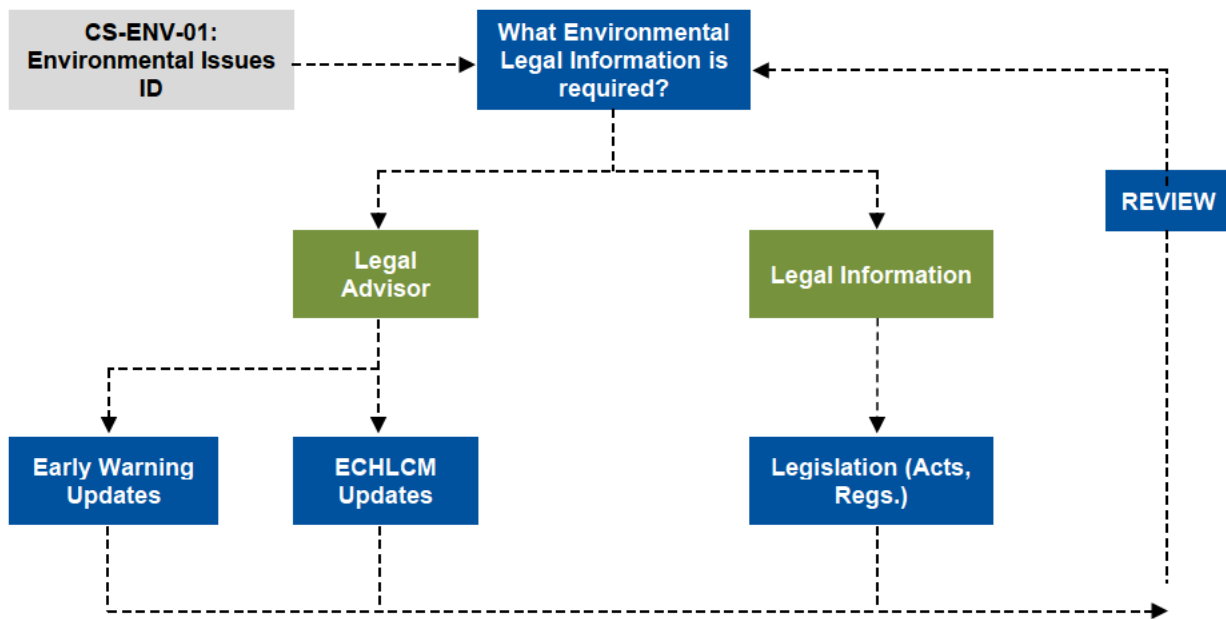 CS-ENV-01:
Environmental Issues
ID
What Environmental
Legal Information is
required?
REVIEW
Legal
Advisor
Legal Information
Early Warning
Updates
ECHLCM
Updates
Legislation (Acts,
Regs.)